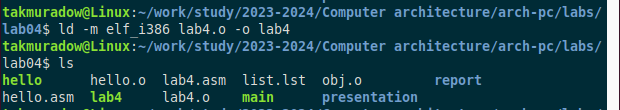 takmuradow@Linux:~/work/study/2023-2024/Computer architecture/arch-pc/labs/
lab04$ ld -m elf_i386 lab4.o -o lab4
takmuradow@Linux:~/work/study/2023-2024/Computer architecture/arch-pc/labs/
lab04$ ls
hello hello.o lab4.asm list.lst obj.o report
hello.asm lab4 lab4.o main presentation